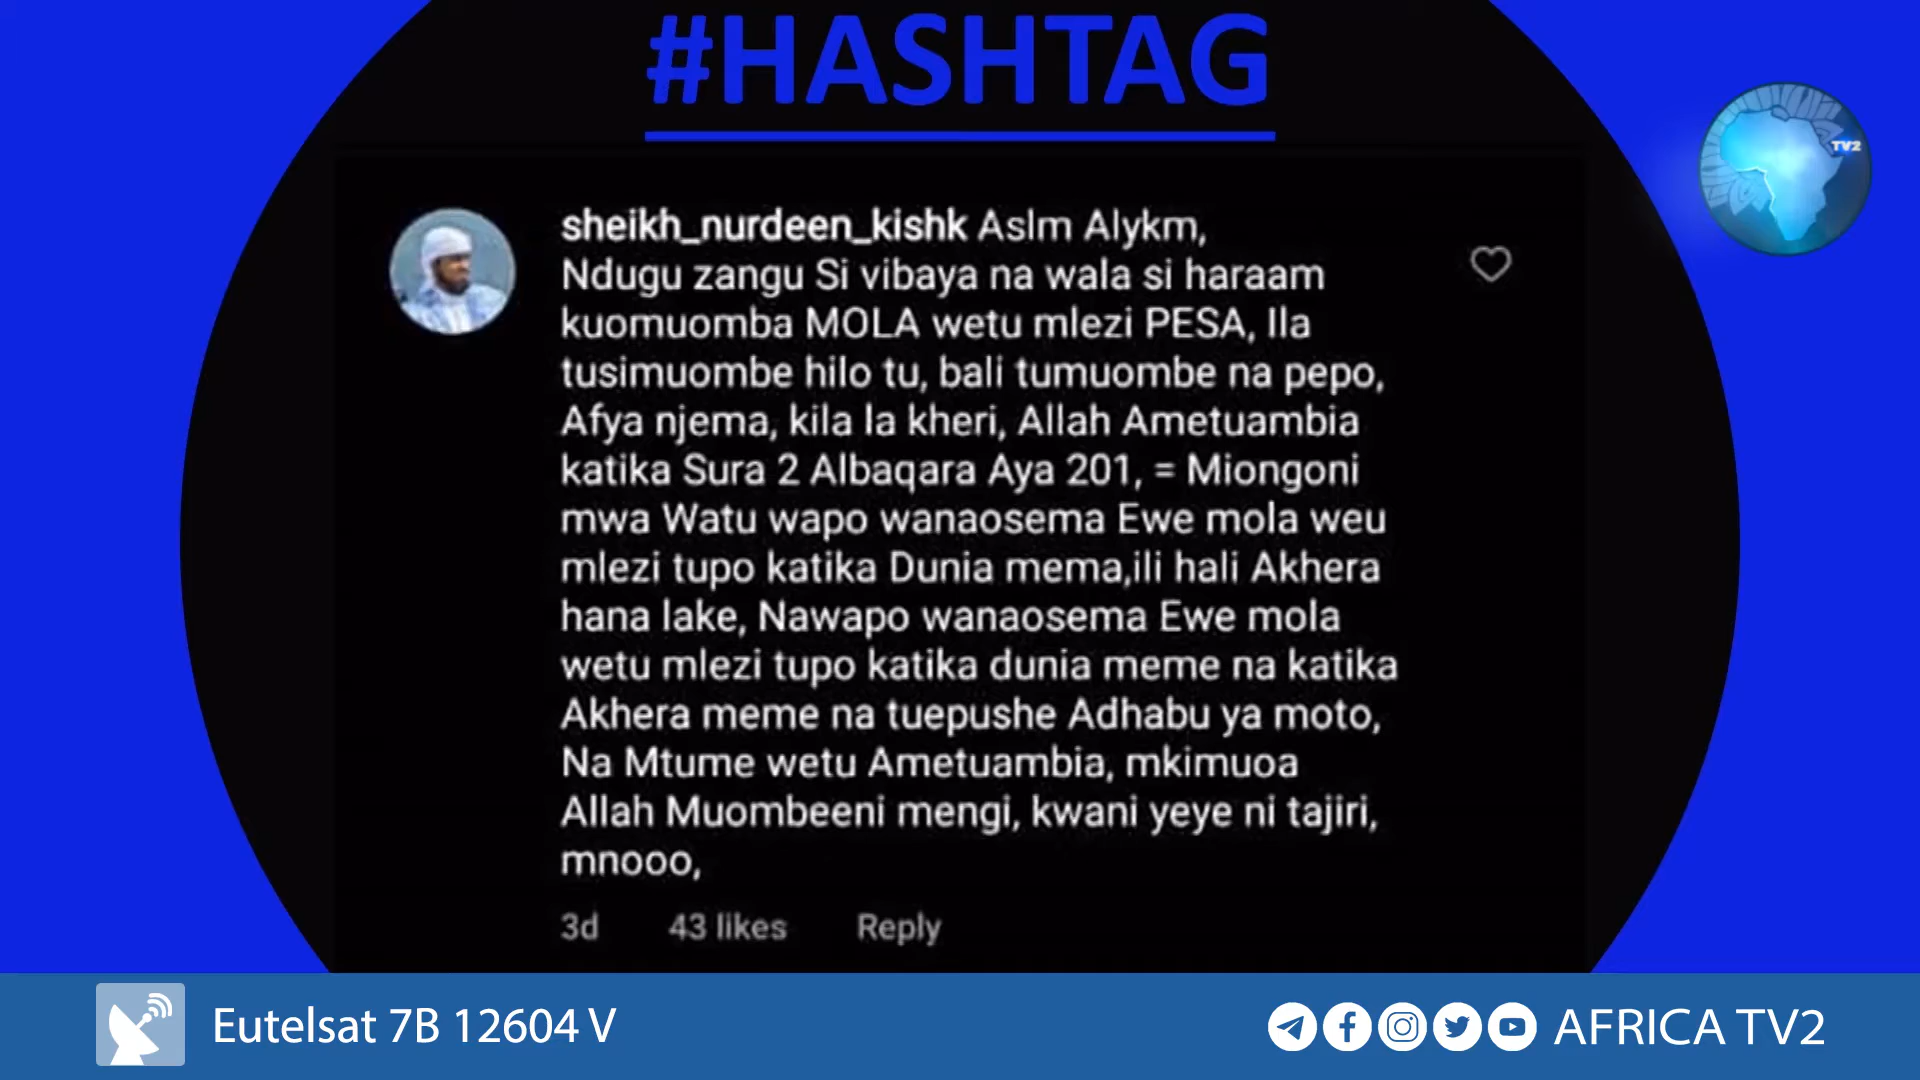 #HASHTAG
TV2
sheikh_nurdeen_kishk Aslm Alykm,
Ndugu zangu Si vibaya na wala si haraam
kuomuomba MOLA wetu mlezi PESA, Ila
tusimuombe hilo tu, bali tumuombe na pepo,
Afya njema, kila la kheri, Allah Ametuambia
katika Sura 2 Albaqara Aya 201, = Miongoni
mwa Watu wapo wanaosema Ewe mola weu
mlezi tupo katika Dunia mema,ili hali Akhera
hana lake, Nawapo wanaosema Ewe mola
wetu mlezi tupo katika dunia meme na katika
Akhera meme na tuepushe Adhabu ya moto,
Na Mtume wetu Ametuambia, mkimuoa
Allah Muombeeni mengi, kwani yeye ni tajiri,
mnooo,
3d 43 likes Reply
Eutelsat 7B 12604 V
AFRICA TV2